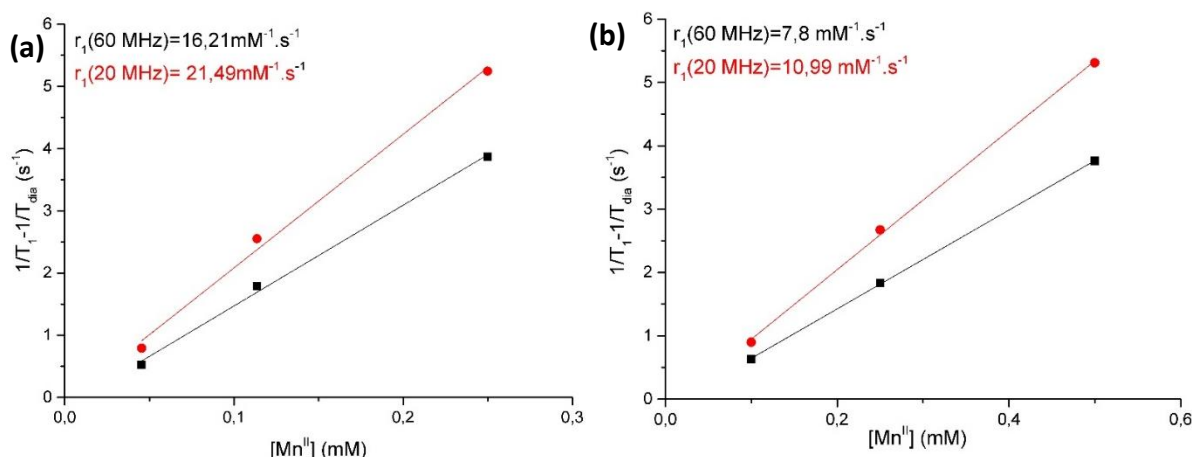 (a)
r₁(60 MHz)=16,21mM⁻¹.s⁻¹
r₁(20 MHz)= 21,49mM⁻¹.s⁻¹
1/T₁-1/T_dia (s⁻¹)
6
5
4
3
2
1
0
0,0 0,1 0,2 0,3
[Mnᴵᴵ] (mM)
(b)
r₁(60 MHz)=7,8 mM⁻¹.s⁻¹
r₁(20 MHz)=10,99 mM⁻¹.s⁻¹
1/T₁-1/T_dia (s⁻¹)
6
5
4
3
2
1
0
0,0 0,2 0,4 0,6
[Mnᴵᴵ] (mM)